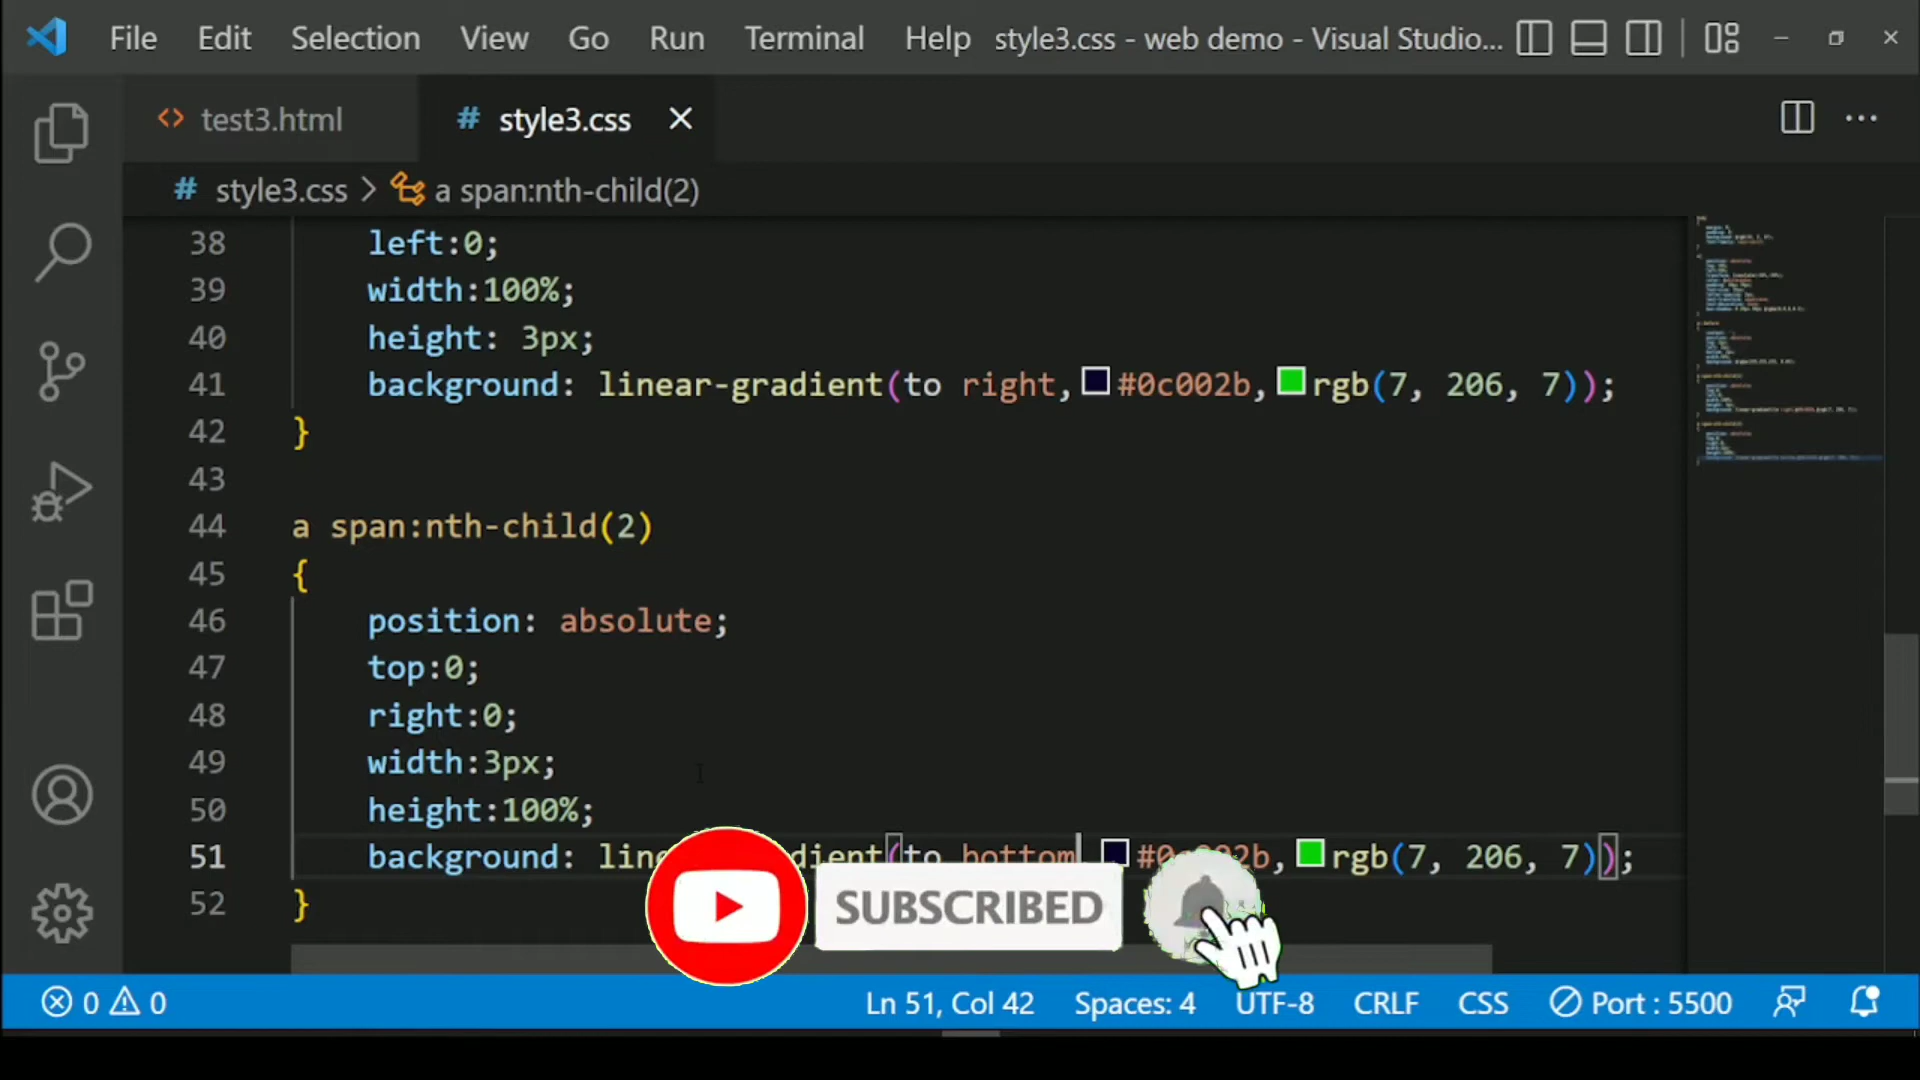 File Edit Selection View Go Run Terminal Help style3.css - web demo - Visual Studio...
<> test3.html # style3.css
# style3.css > a span:nth-child(2)
38 left:0;
39 width:100%;
40 height: 3px;
41 background: linear-gradient(to right, #0c002b, rgb(7, 206, 7));
42 }
43
44 a span:nth-child(2)
45 {
46 position: absolute;
47 top:0;
48 right:0;
49 width:3px;
50 height:100%;
51 background: to bottom rgb(7, 206, 7));
52 }
SUBSCRIBED
0 0 Ln 51, Col 42 Spaces: 4 UTF-8 CRLF CSS Port : 5500